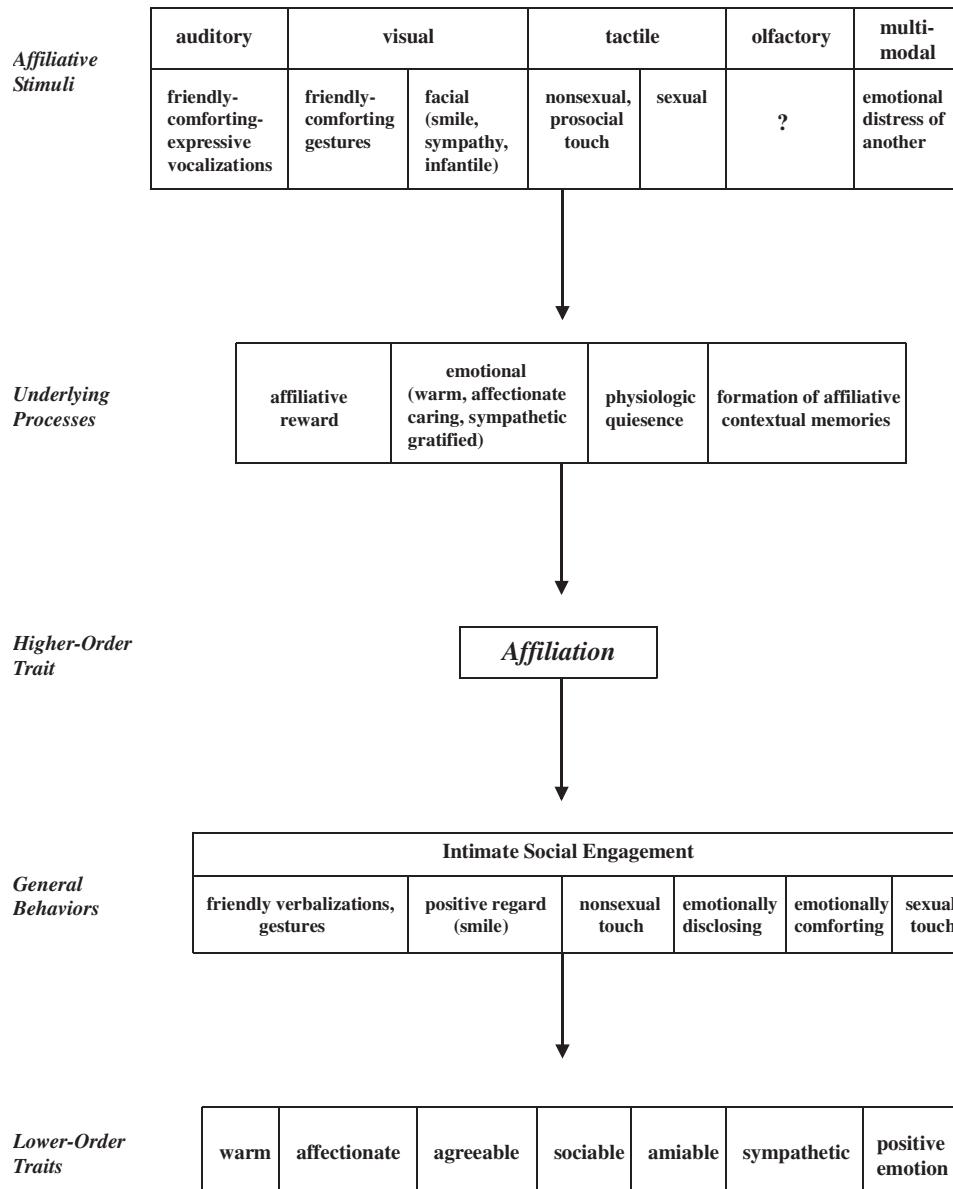 Affiliative
Stimuli
auditory
visual
tactile
olfactory
multi-
modal
friendly-
comforting-
expressive
vocalizations
friendly-
comforting
gestures
facial
(smile,
sympathy,
infantile)
nonsexual,
prosocial
touch
sexual
?
emotional
distress of
another
Underlying
Processes
affiliative
reward
emotional
(warm, affectionate
caring, sympathetic
gratified)
physiologic
quiesence
formation of affiliative
contextual memories
Higher-Order
Trait
Affiliation
General
Behaviors
Intimate Social Engagement
friendly verbalizations,
gestures
positive regard
(smile)
nonsexual
touch
emotionally
disclosing
emotionally
comforting
sexual
touch
Lower-Order
Traits
warm
affectionate
agreeable
sociable
amiable
sympathetic
positive
emotion